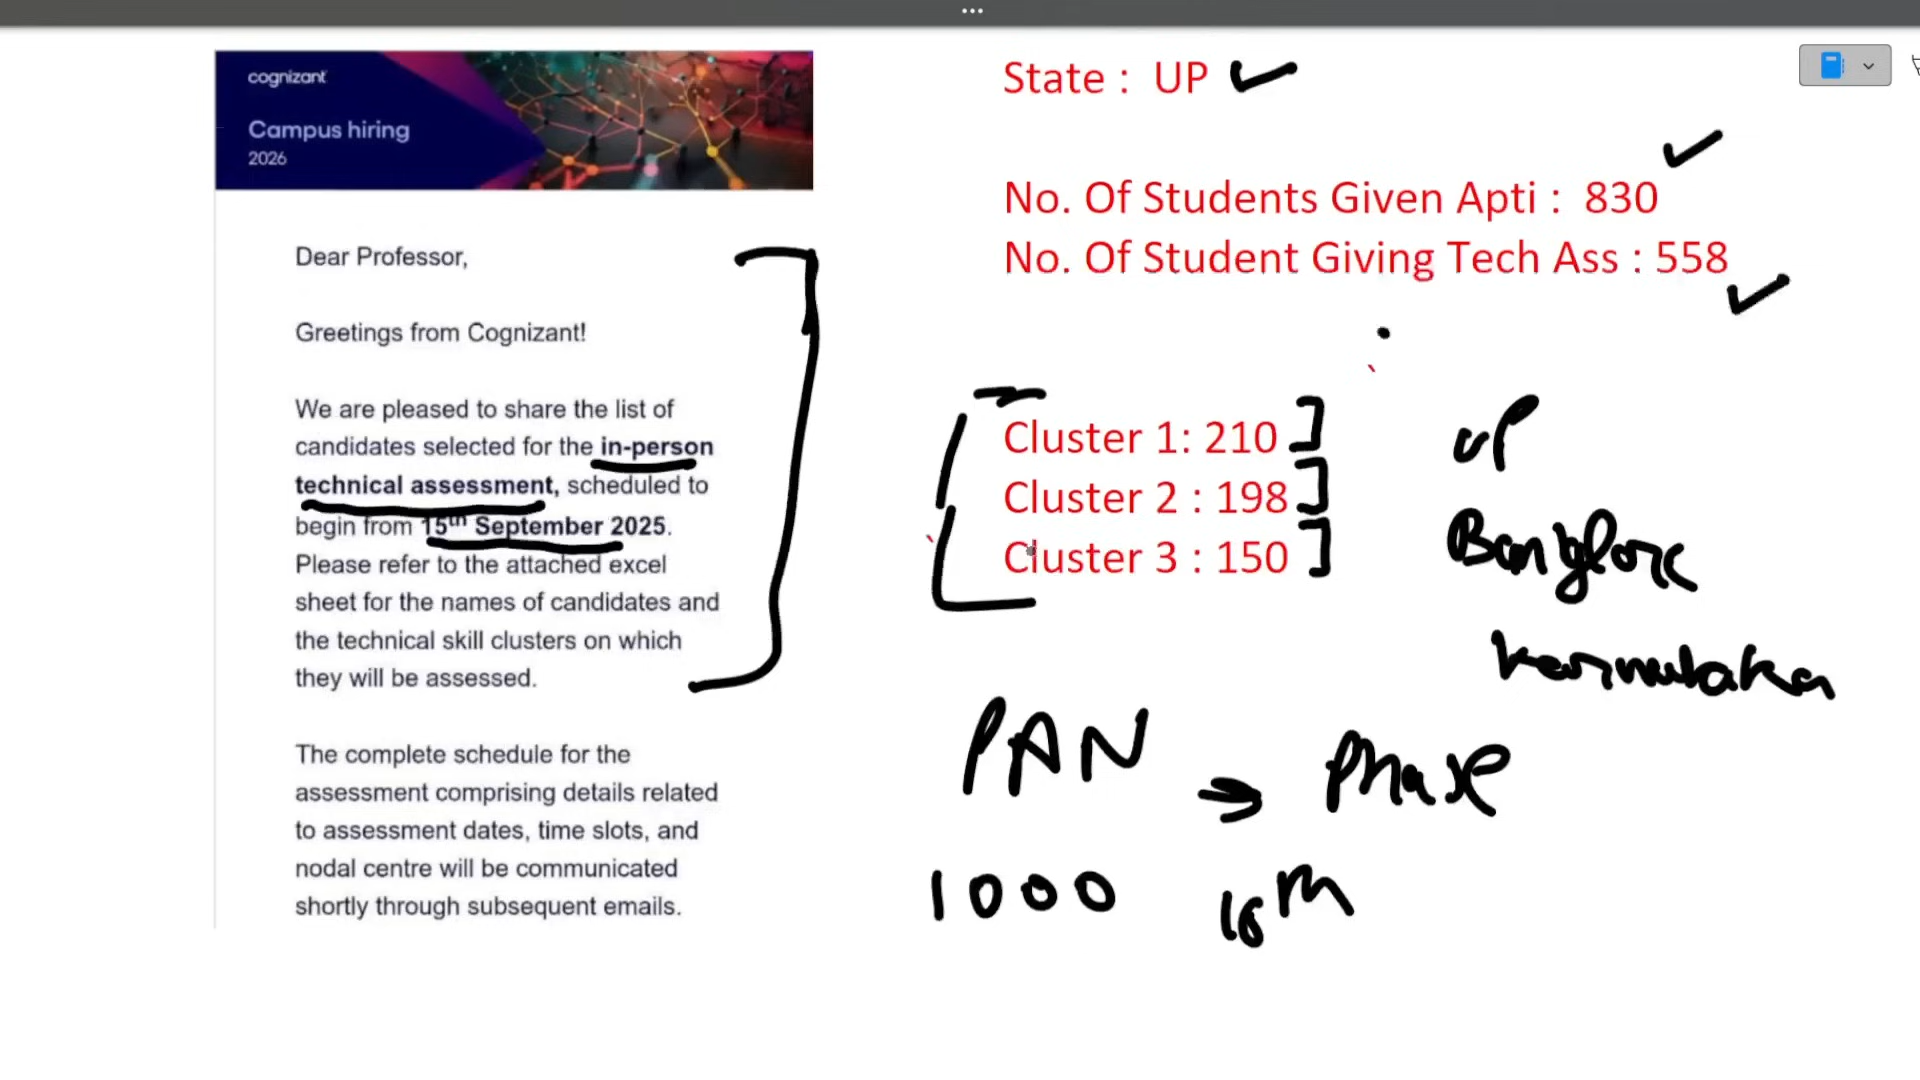 cognizant
Campus hiring
2026
Dear Professor,
Greetings from Cognizant!
We are pleased to share the list of
candidates selected for the in-person
technical assessment, scheduled to
begin from 15th September 2025.
Please refer to the attached excel
sheet for the names of candidates and
the technical skill clusters on which
they will be assessed.
The complete schedule for the
assessment comprising details related
to assessment dates, time slots, and
nodal centre will be communicated
shortly through subsequent emails.
State : UP
No. Of Students Given Apti : 830
No. Of Student Giving Tech Ass : 558
Cluster 1: 210
Cluster 2 : 198
Cluster 3 : 150
UP
Banglore
PAN → Phase
1000